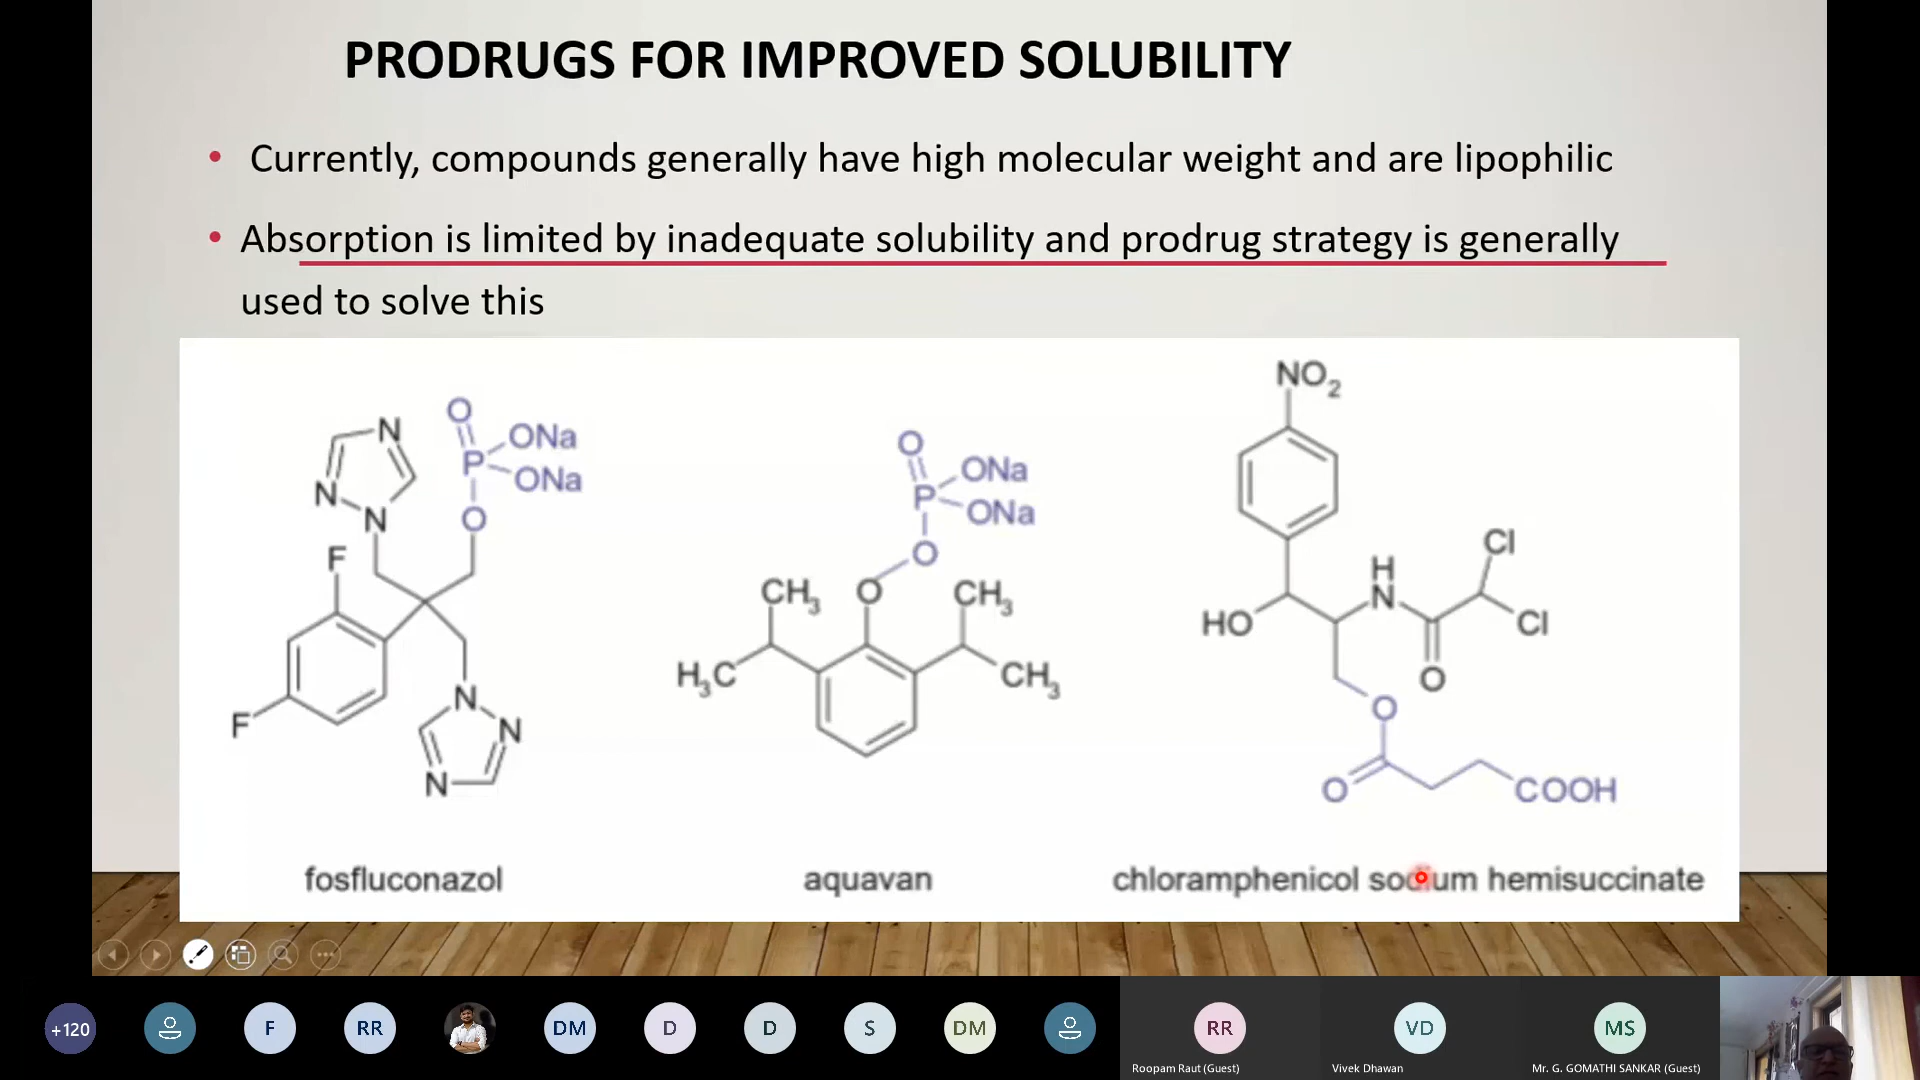 PRODRUGS FOR IMPROVED SOLUBILITY
• Currently, compounds generally have high molecular weight and are lipophilic
• Absorption is limited by inadequate solubility and prodrug strategy is generally
used to solve this
N
N
N
F
F
O
P
ONa
ONa
O
N
N
N
fosfluconazol
O
P
ONa
ONa
O
O
CH3
CH3
H3C
CH3
aquavan
NO2
HO
H
N
Cl
Cl
O
O
O
COOH
chloramphenicol sodium hemisuccinate
+120
F
RR
DM
D
D
S
DM
RR
Roopam Raut (Guest)
VD
Vivek Dhawan
MS
Mr. G. GOMATHI SANKAR (Guest)